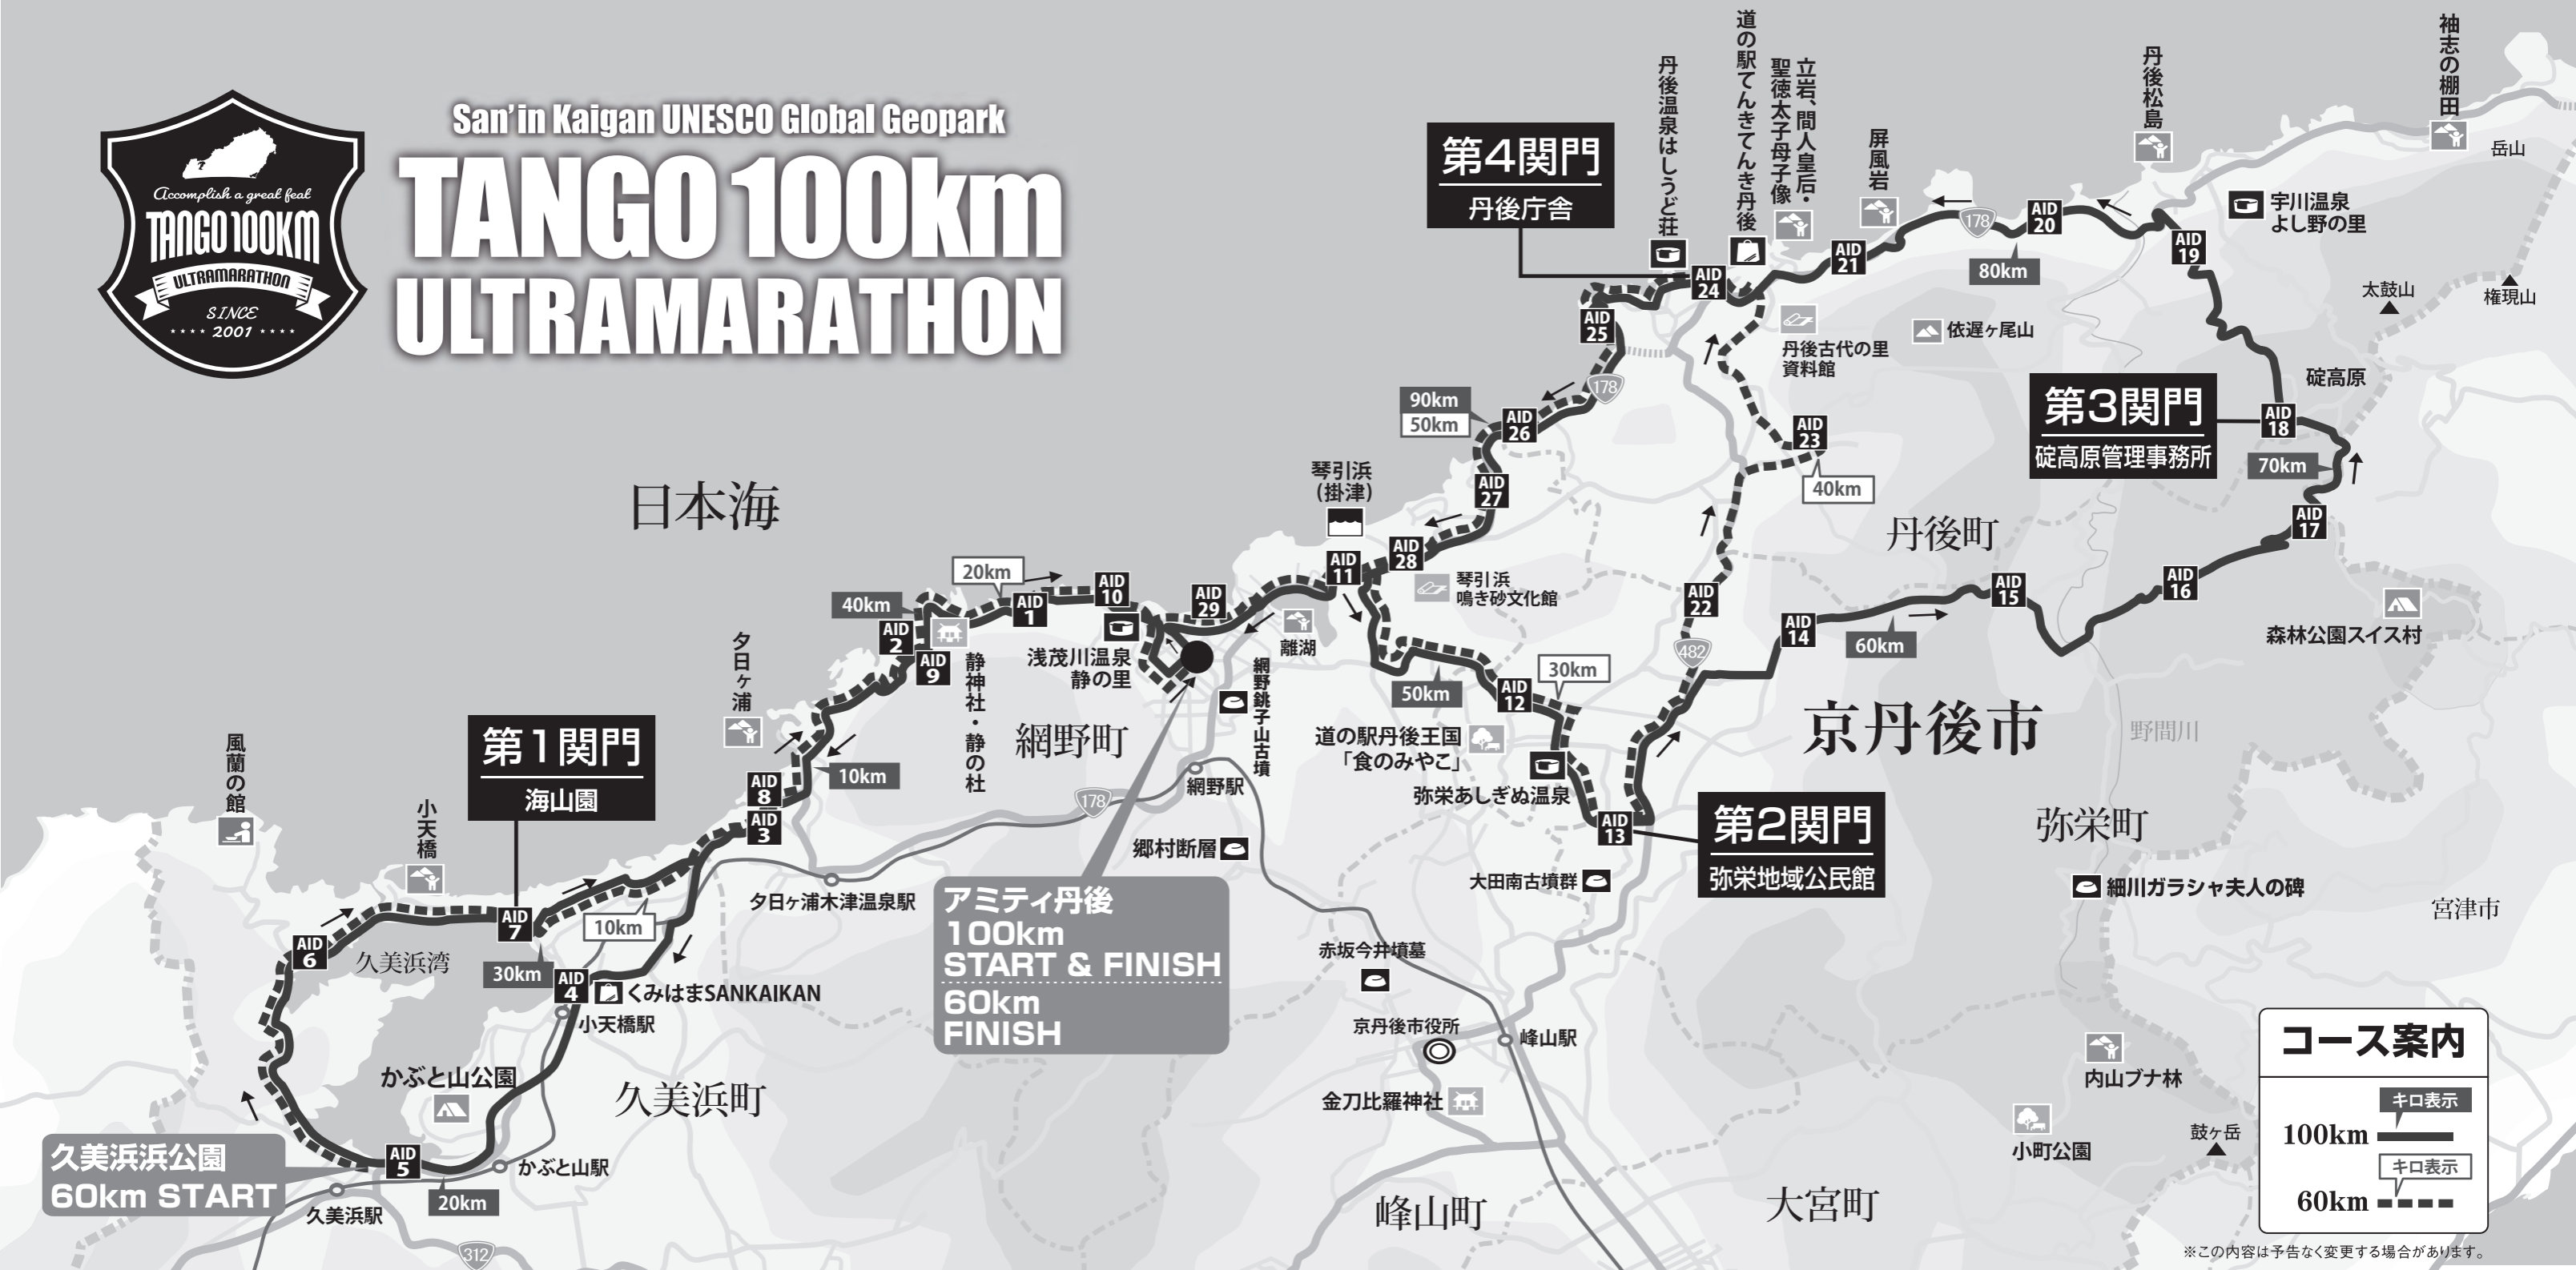 Accomplish a great feat
TANGO 100KM
ULTRAMARATHON
SINCE
2001
San'in Kaigan UNESCO Global Geopark
TANGO 100km
ULTRAMARATHON
日本海
第4関門
丹後庁舎
丹後温泉はしうど荘
道の駅てんきてんき丹後
立岩、間人皇后・
聖徳太子母子像
屏風岩
丹後松島
袖志の棚田
岳山
宇川温泉
よし野の里
太鼓山
権現山
依遅ヶ尾山
丹後古代の里
資料館
碇高原
第3関門
碇高原管理事務所
AID
24
AID
21
AID
20
AID
19
178
80km
AID
25
178
90km
50km
AID
26
AID
23
40km
AID
18
70km
AID
27
AID
17
琴引浜
(掛津)
丹後町
AID
11
AID
28
琴引浜
鳴き砂文化館
AID
22
AID
14
AID
15
AID
16
60km
森林公園スイス村
482
20km
40km
AID
1
AID
10
AID
29
AID
2
AID
9
静神社・静の杜
浅茂川温泉
静の里
離湖
網野銚子山古墳
網野町
夕日ヶ浦
30km
50km
AID
12
道の駅丹後王国
「食のみやこ」
弥栄あしぎぬ温泉
京丹後市
野間川
AID
13
第2関門
弥栄地域公民館
弥栄町
第1関門
海山園
風蘭の館
小天橋
AID
8
AID
3
10km
178
網野駅
郷村断層
夕日ヶ浦木津温泉駅
大田南古墳群
細川ガラシャ夫人の碑
宮津市
アミティ丹後
100km
START & FINISH
60km
FINISH
AID
7
AID
6
久美浜湾
10km
30km
AID
4
くみはまSANKAIKAN
小天橋駅
赤坂今井墳墓
京丹後市役所
峰山駅
金刀比羅神社
内山ブナ林
小町公園
鼓ヶ岳
かぶと山公園
久美浜町
久美浜浜公園
60km START
AID
5
20km
かぶと山駅
久美浜駅
312
峰山町
大宮町
コース案内
キロ表示
100km
キロ表示
60km
※この内容は予告なく変更する場合があります。